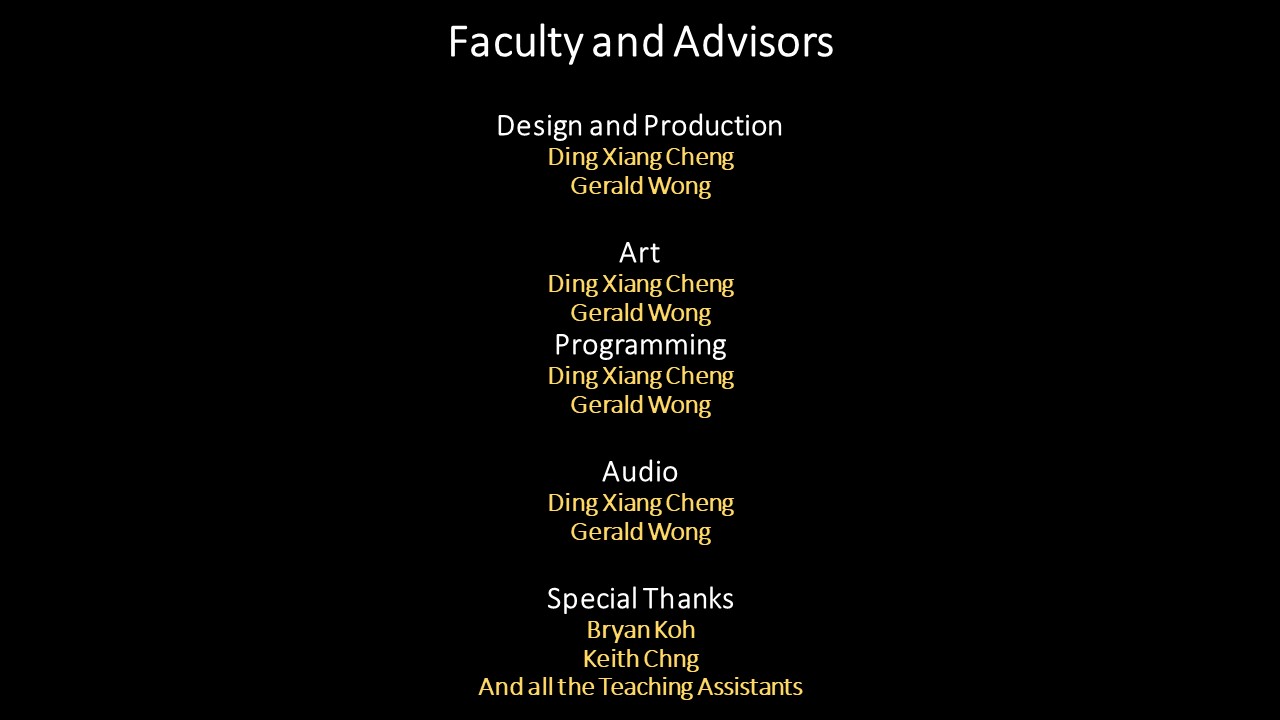 Faculty and Advisors
Design and Production
Ding Xiang Cheng
Gerald Wong
Art
Ding Xiang Cheng
Gerald Wong
Programming
Ding Xiang Cheng
Gerald Wong
Audio
Ding Xiang Cheng
Gerald Wong
Special Thanks
Bryan Koh
Keith Chng
And all the Teaching Assistants